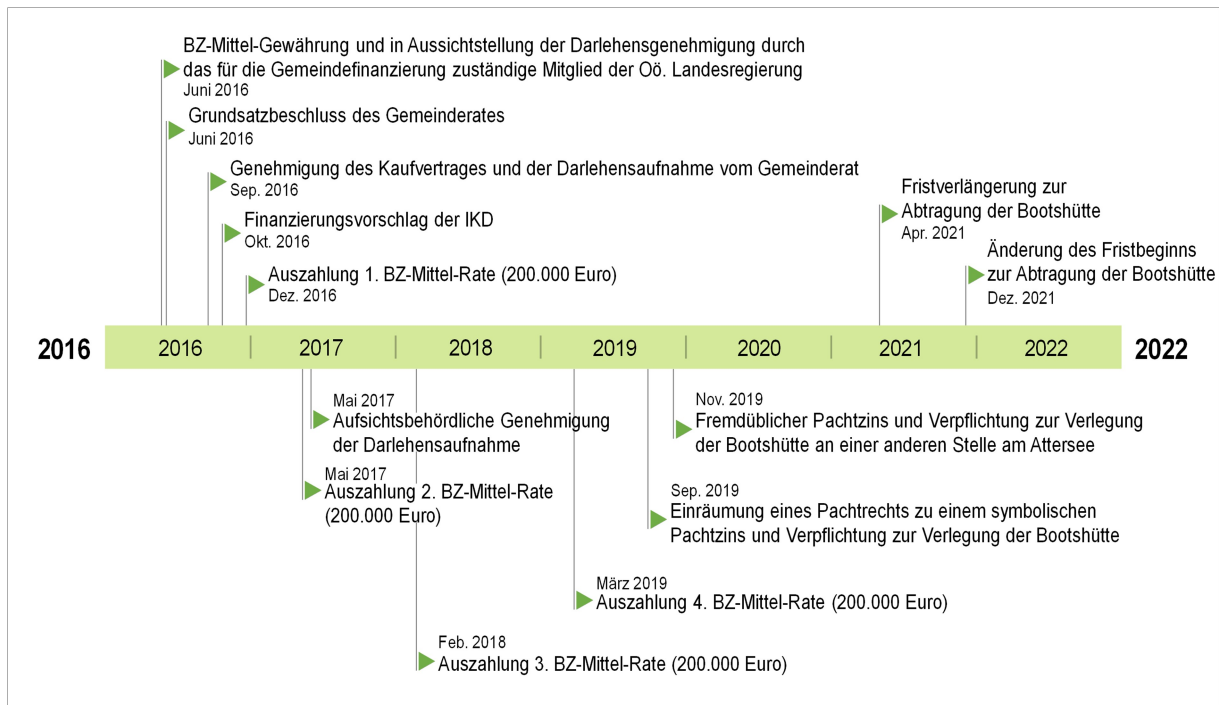 BZ-Mittel-Gewährung und in Aussichtstellung der Darlehensgenehmigung durch
das für die Gemeindefinanzierung zuständige Mitglied der Oö. Landesregierung
Juni 2016
Grundsatzbeschluss des Gemeinderates
Juni 2016
Genehmigung des Kaufvertrages und der Darlehensaufnahme vom Gemeinderat
Sep. 2016
Finanzierungsvorschlag der IKD
Okt. 2016
Auszahlung 1. BZ-Mittel-Rate (200.000 Euro)
Dez. 2016
Fristverlängerung zur
Abtragung der Bootshütte
Apr. 2021
Änderung des Fristbeginns
zur Abtragung der Bootshütte
Dez. 2021
2016 2016 2017 2018 2019 2020 2021 2022 2022
Mai 2017
Aufsichtsbehördliche Genehmigung
der Darlehensaufnahme
Mai 2017
Auszahlung 2. BZ-Mittel-Rate
(200.000 Euro)
Nov. 2019
Fremdüblicher Pachtzins und Verpflichtung zur Verlegung
der Bootshütte an einer anderen Stelle am Attersee
Sep. 2019
Einräumung eines Pachtrechts zu einem symbolischen
Pachtzins und Verpflichtung zur Verlegung der Bootshütte
März 2019
Auszahlung 4. BZ-Mittel-Rate (200.000 Euro)
Feb. 2018
Auszahlung 3. BZ-Mittel-Rate (200.000 Euro)